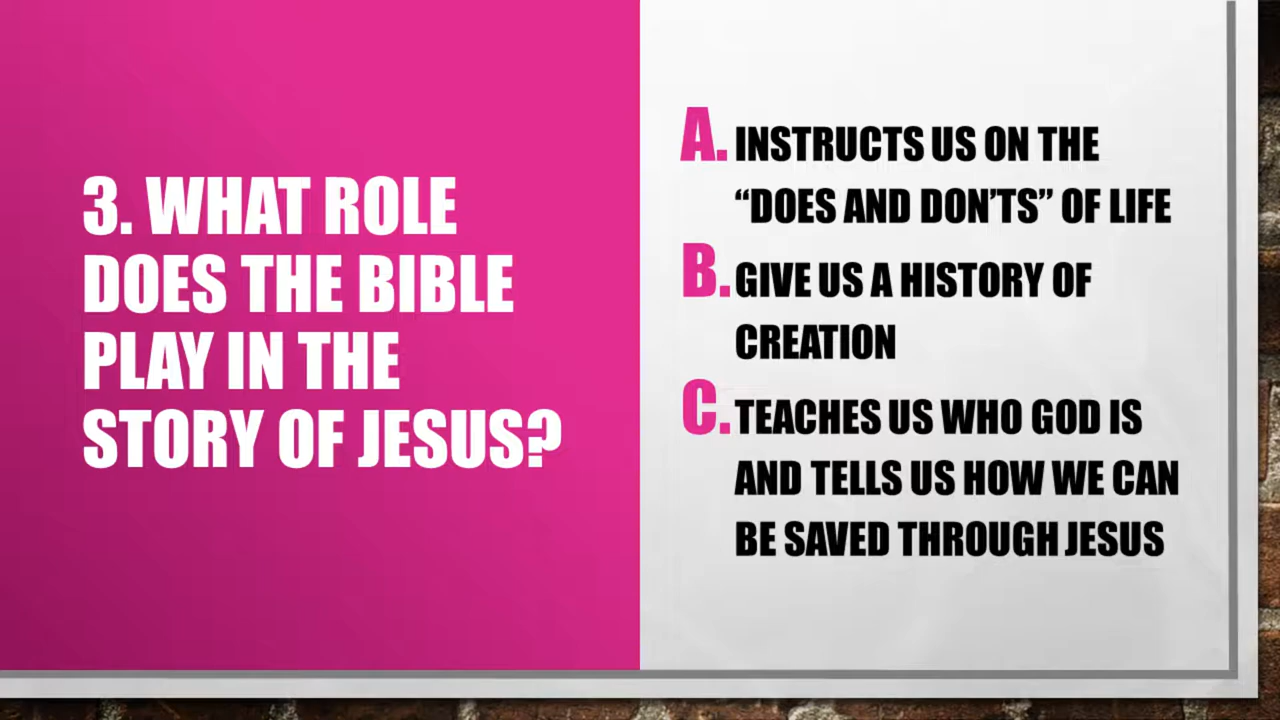 3. WHAT ROLE
DOES THE BIBLE
PLAY IN THE
STORY OF JESUS?
A. INSTRUCTS US ON THE
“DOES AND DON’TS” OF LIFE
B. GIVE US A HISTORY OF
CREATION
C. TEACHES US WHO GOD IS
AND TELLS US HOW WE CAN
BE SAVED THROUGH JESUS